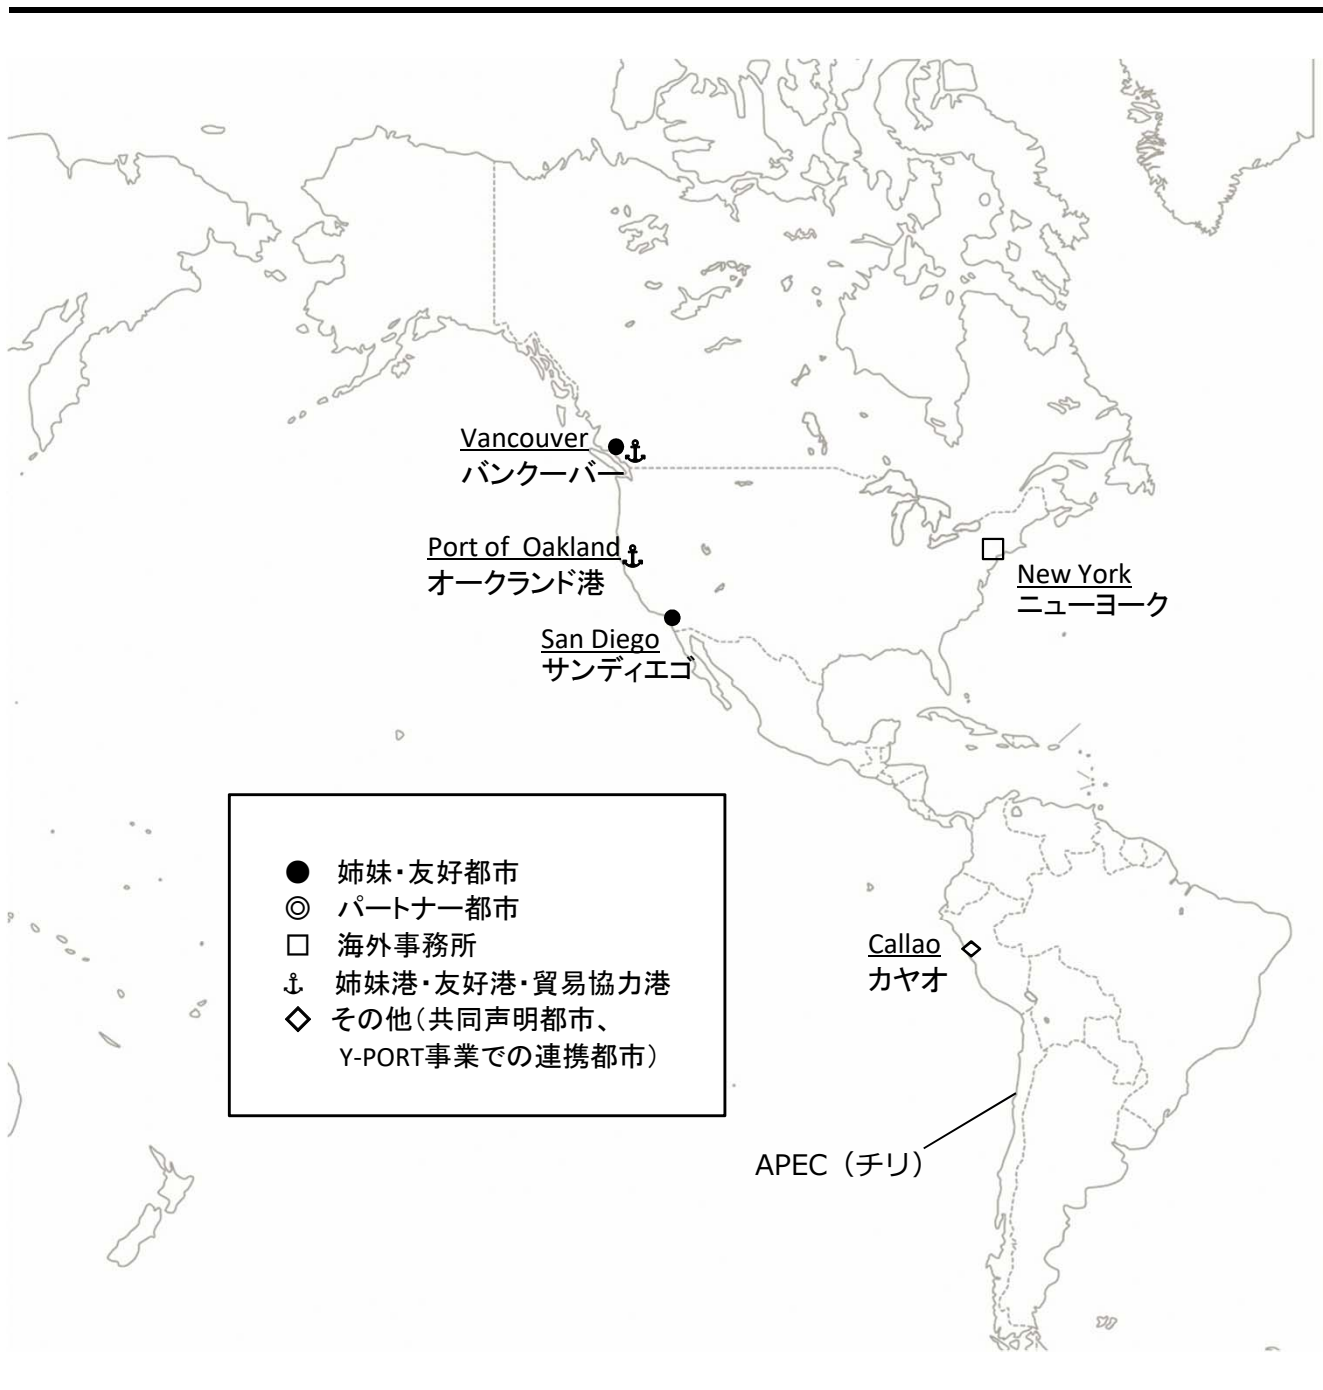 Vancouver
バンクーバー
Port of Oakland
オークランド港
New York
ニューヨーク
San Diego
サンディエゴ
● 姉妹・友好都市
◎ パートナー都市
□ 海外事務所
⚓ 姉妹港・友好港・貿易協力港
◇ その他（共同声明都市、
Y-PORT事業での連携都市）
Callao
カヤオ
APEC（チリ）